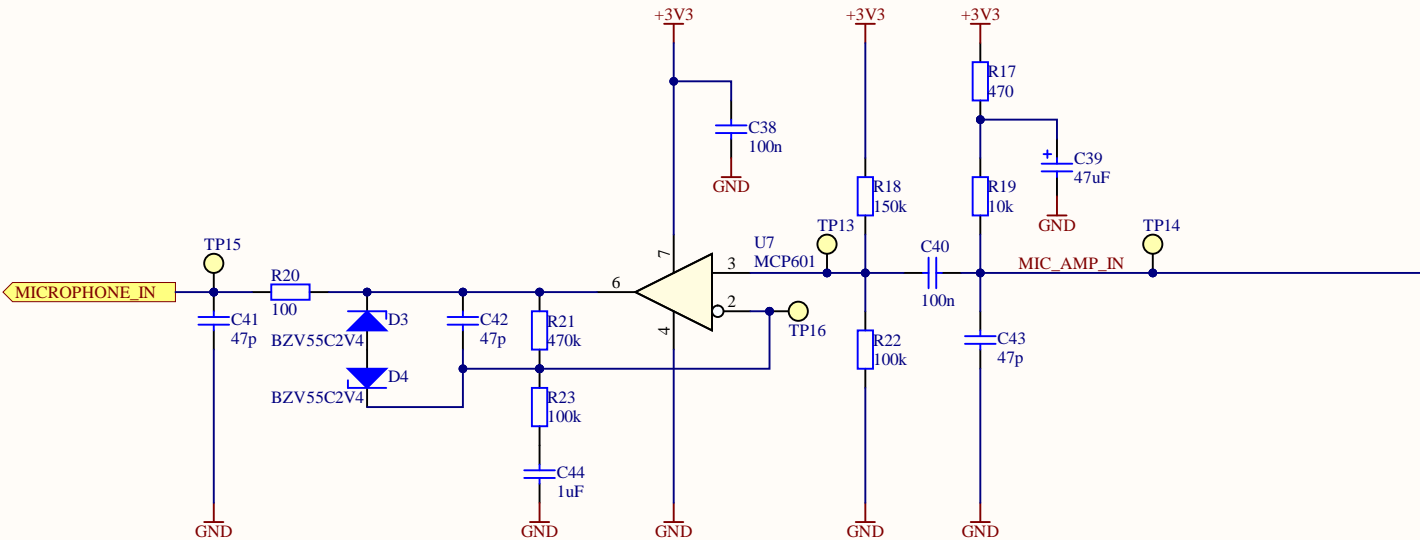 +3V3
+3V3
+3V3
R17
470
C38
100n
C39
47uF
GND
R18
150k
R19
10k
GND
TP15
TP13
TP14
U7
MCP601
C40
7
3
MIC_AMP_IN
R20
6
MICROPHONE_IN
100
100n
2
C41
47p
D3
BZV55C2V4
C42
47p
R21
470k
4
TP16
R22
100k
C43
47p
D4
BZV55C2V4
R23
100k
C44
1uF
GND
GND
GND
GND
GND